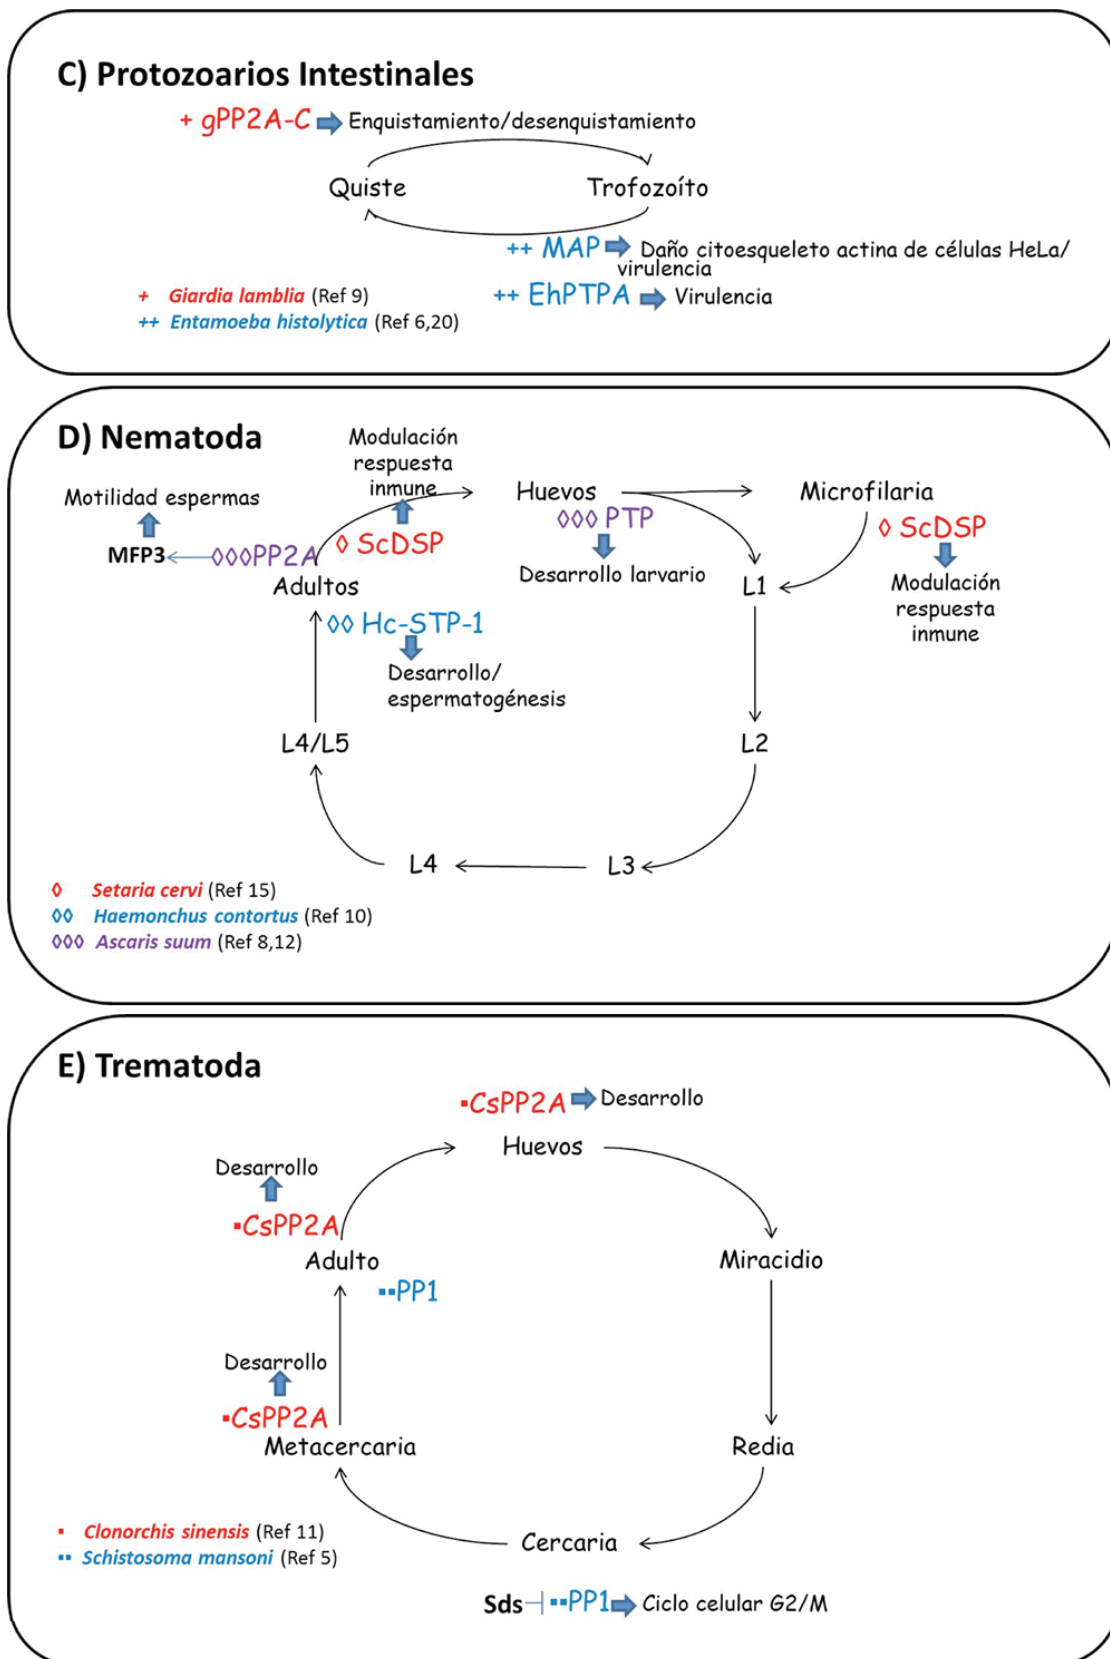 C) Protozoarios Intestinales
+ gPP2A-C Enquistamiento/desenquistamiento
Quiste Trofozoíto
++ MAP Daño citoesqueleto actina de células HeLa/
virulencia
++ EhPTPA Virulencia
+ Giardia lamblia (Ref 9)
++ Entamoeba histolytica (Ref 6,20)
D) Nematoda
Modulación
respuesta
inmune
Motilidad espermas
Huevos
Microfilaria
MFP3
◊◊◊PP2A
◊ ScDSP
◊◊◊ PTP
◊ ScDSP
Adultos
Desarrollo larvario
L1
Modulación
respuesta
inmune
◊◊ Hc-STP-1
Desarrollo/
espermatogénesis
L4/L5
L2
L4
L3
◊ Setaria cervi (Ref 15)
◊◊ Haemonchus contortus (Ref 10)
◊◊◊ Ascaris suum (Ref 8,12)
E) Trematoda
▪CsPP2A Desarrollo
Huevos
Desarrollo
▪CsPP2A
Adulto
Miracidio
▪▪PP1
Desarrollo
▪CsPP2A
Metacercaria
Redia
Cercaria
▪ Clonorchis sinensis (Ref 11)
▪▪ Schistosoma mansoni (Ref 5)
Sds ▪▪PP1 Ciclo celular G2/M